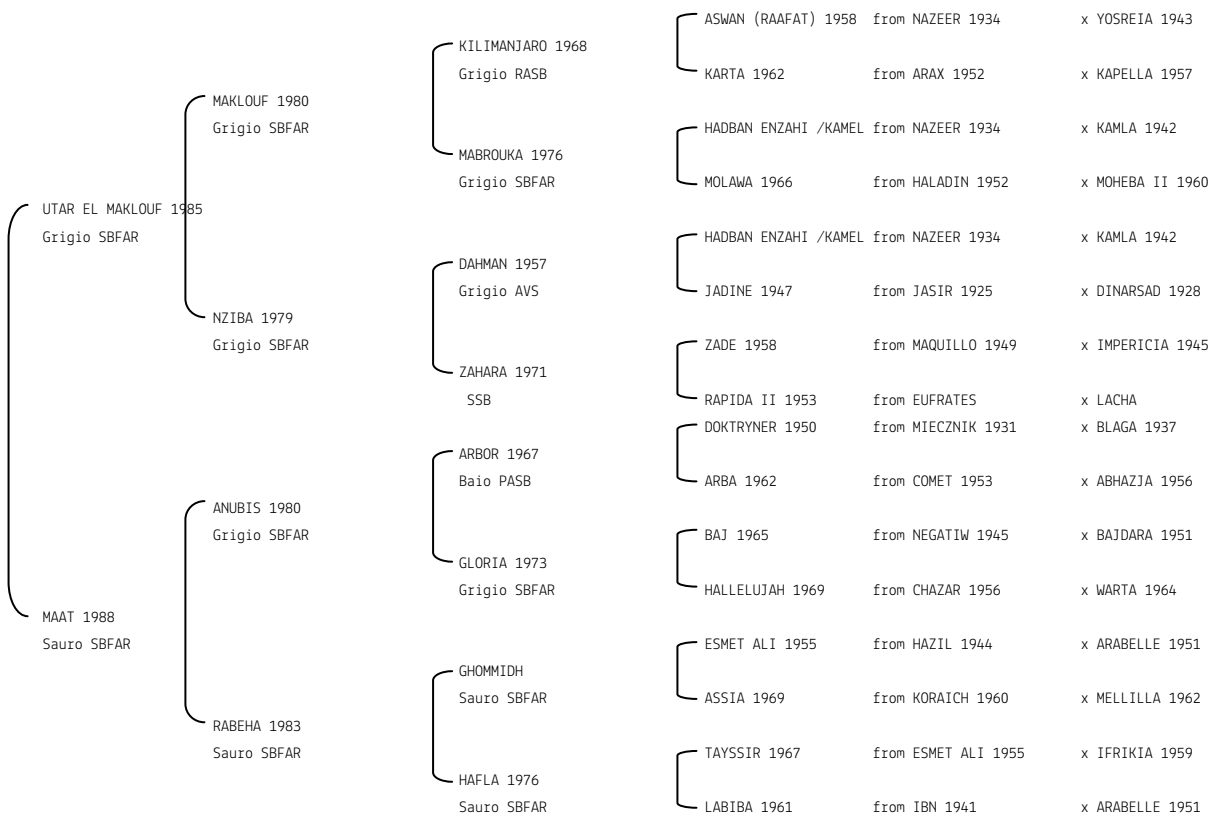 ASWAN (RAAFAT) 1958 from NAZEER 1934 x YOSREIA 1943
KILIMANJARO 1968
Grigio RASB
KARTA 1962 from ARAX 1952 x KAPELLA 1957
MAKLOUF 1980
Grigio SBFAR
HADBAN ENZAHI /KAMEL from NAZEER 1934 x KAMLA 1942
MABROUKA 1976
Grigio SBFAR
MOLAWA 1966 from HALADIN 1952 x MOHEBA II 1960
UTAR EL MAKLOUF 1985
Grigio SBFAR
HADBAN ENZAHI /KAMEL from NAZEER 1934 x KAMLA 1942
DAHMAN 1957
Grigio AVS
JADINE 1947 from JASIR 1925 x DINARSAD 1928
NZIBA 1979
Grigio SBFAR
ZADE 1958 from MAQUILLO 1949 x IMPERICIA 1945
ZAHARA 1971
SSB
RAPIDA II 1953 from EUFRATES x LACHA
DOKTRYNER 1950 from MIECZNIK 1931 x BLAGA 1937
ARBOR 1967
Baio PASB
ARBA 1962 from COMET 1953 x ABHAZJA 1956
ANUBIS 1980
Grigio SBFAR
BAJ 1965 from NEGATIW 1945 x BAJDARA 1951
GLORIA 1973
Grigio SBFAR
HALLELUJAH 1969 from CHAZAR 1956 x WARTA 1964
MAAT 1988
Sauro SBFAR
ESMET ALI 1955 from HAZIL 1944 x ARABELLE 1951
GHOMMIDH
Sauro SBFAR
ASSIA 1969 from KORAICH 1960 x MELLILLA 1962
RABEHA 1983
Sauro SBFAR
TAYSSIR 1967 from ESMET ALI 1955 x IFRIKIA 1959
HAFLA 1976
Sauro SBFAR
LABIBA 1961 from IBN 1941 x ARABELLE 1951